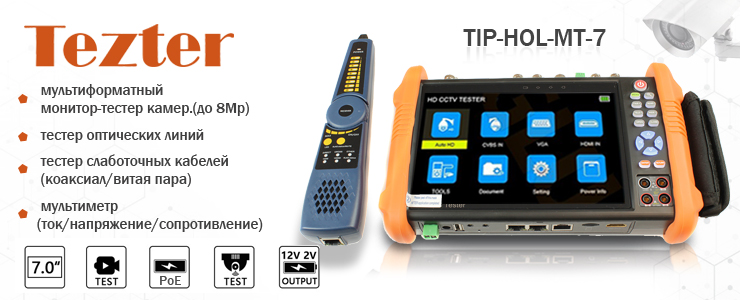 Tezter
TIP-HOL-MT-7
мультиформатный
монитор-тестер камер.(до 8Мр)
тестер оптических линий
тестер слаботочных кабелей
(коаксиал/витая пара)
мультиметр
(ток/напряжение/сопротивление)
7.0"
TEST
PoE
TEST
12V 2V
OUTPUT
HD CCTV TESTER
Auto HD
CVBS IN
VGA
HDMI IN
TOOLS
Document
Setting
Power Info
Tezter